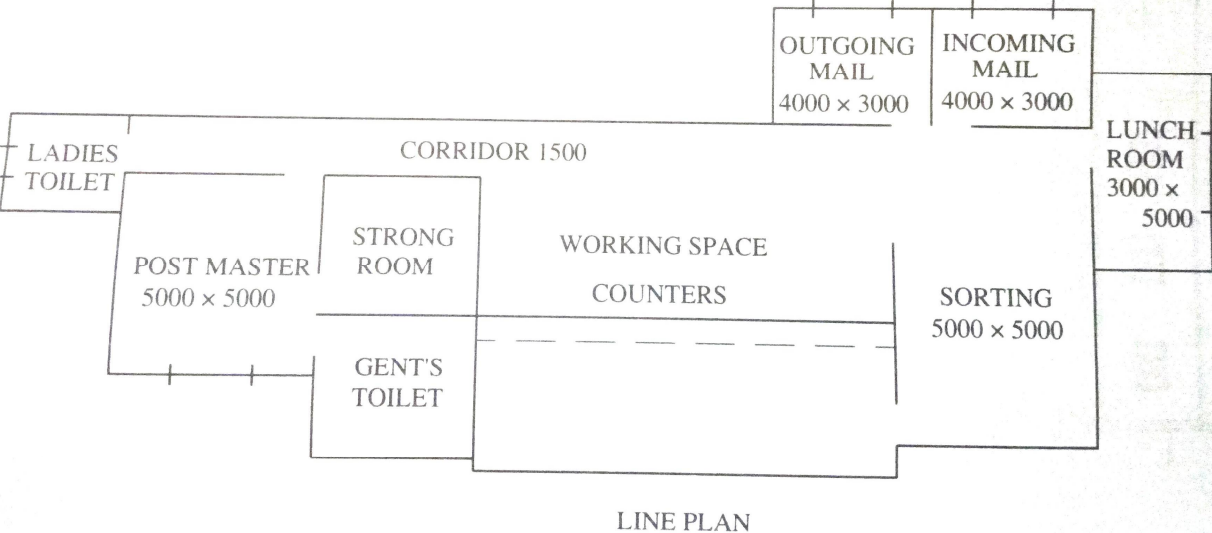 OUTGOING
MAIL
4000 × 3000
INCOMING
MAIL
4000 × 3000
LADIES
TOILET
CORRIDOR 1500
LUNCH
ROOM
3000 ×
5000
POST MASTER
5000 × 5000
STRONG
ROOM
WORKING SPACE
COUNTERS
SORTING
5000 × 5000
GENT'S
TOILET
LINE PLAN